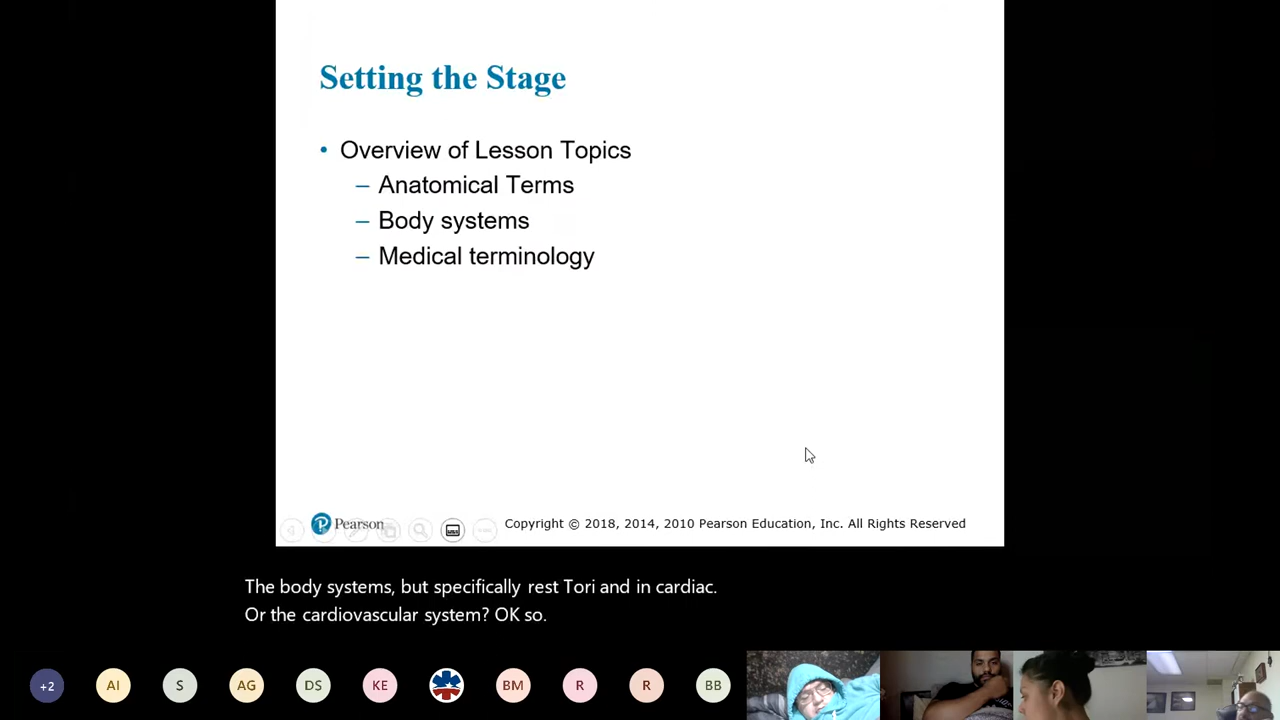 Setting the Stage
• Overview of Lesson Topics
– Anatomical Terms
– Body systems
– Medical terminology
Pearson
Copyright © 2018, 2014, 2010 Pearson Education, Inc. All Rights Reserved
The body systems, but specifically rest Tori and in cardiac.
Or the cardiovascular system? OK so.
+2 AI S AG DS KE BM R R BB